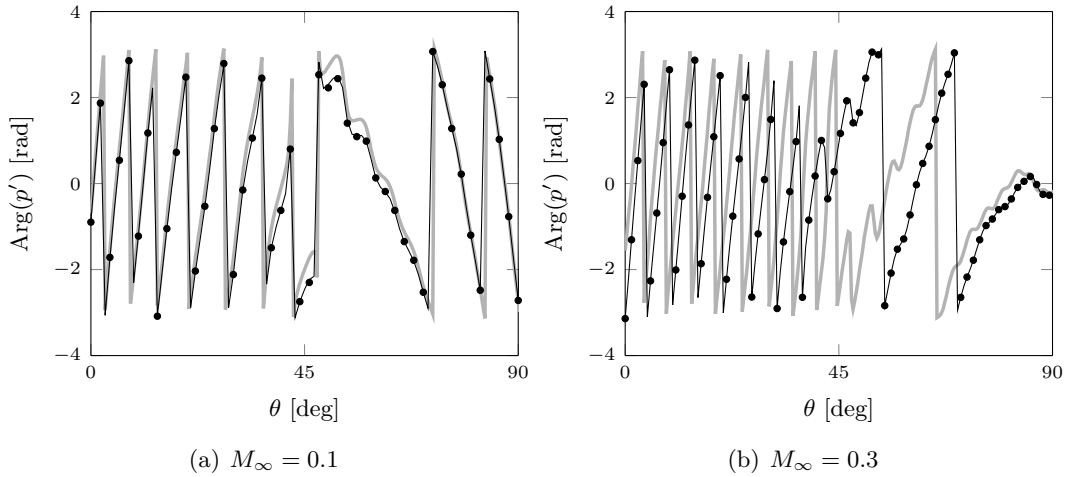 4
2
0
−2
−4
Arg(p′) [rad]
0
45
90
θ [deg]
(a) M∞ = 0.1
4
2
0
−2
−4
Arg(p′) [rad]
0
45
90
θ [deg]
(b) M∞ = 0.3